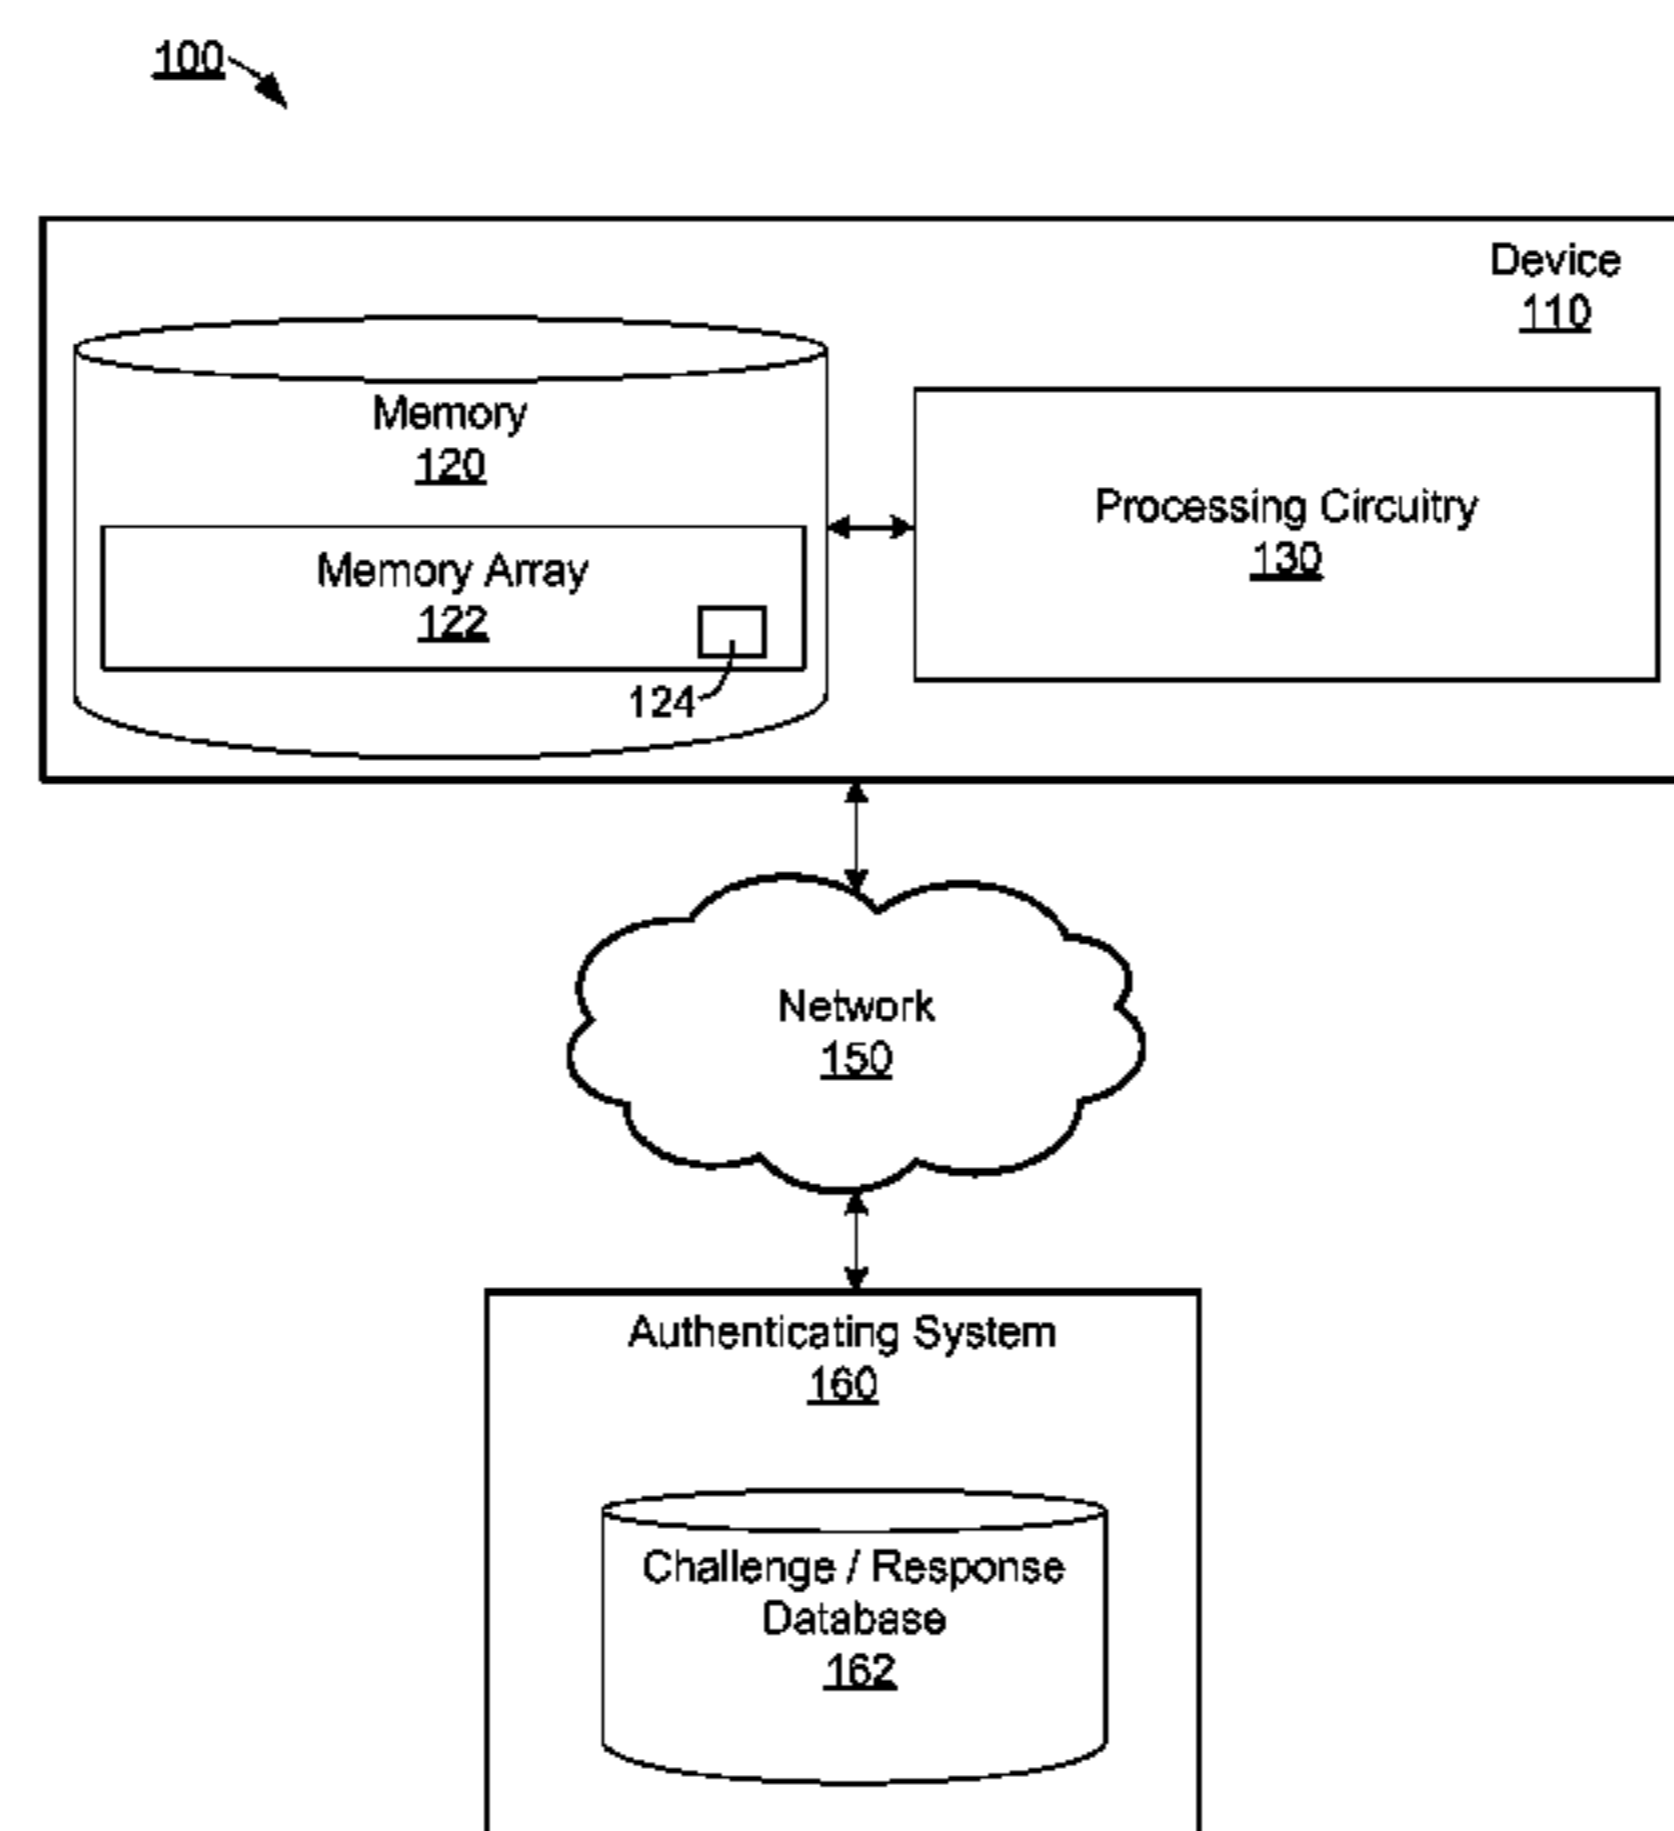 100
Device
110
Memory
120
Processing Circuitry
130
Memory Array
122
124
Network
150
Authenticating System
160
Challenge / Response
Database
162